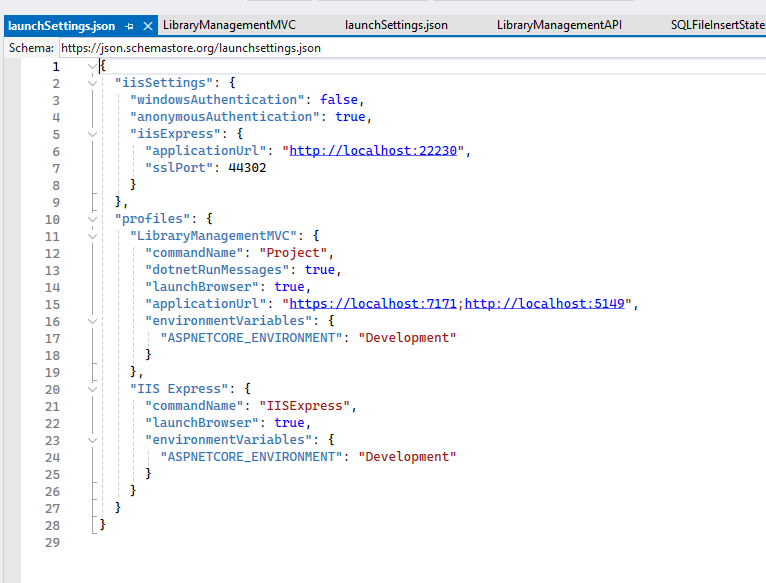 launchSettings.json LibraryManagementMVC launchSettings.json LibraryManagementAPI SQLFileInsertState
Schema: https://json.schemastore.org/launchsettings.json
1 {
2 "iisSettings": {
3 "windowsAuthentication": false,
4 "anonymousAuthentication": true,
5 "iisExpress": {
6 "applicationUrl": "http://localhost:22230",
7 "sslPort": 44302
8 }
9 },
10 "profiles": {
11 "LibraryManagementMVC": {
12 "commandName": "Project",
13 "dotnetRunMessages": true,
14 "launchBrowser": true,
15 "applicationUrl": "https://localhost:7171;http://localhost:5149",
16 "environmentVariables": {
17 "ASPNETCORE_ENVIRONMENT": "Development"
18 }
19 },
20 "IIS Express": {
21 "commandName": "IISExpress",
22 "launchBrowser": true,
23 "environmentVariables": {
24 "ASPNETCORE_ENVIRONMENT": "Development"
25 }
26 }
27 }
28 }
29